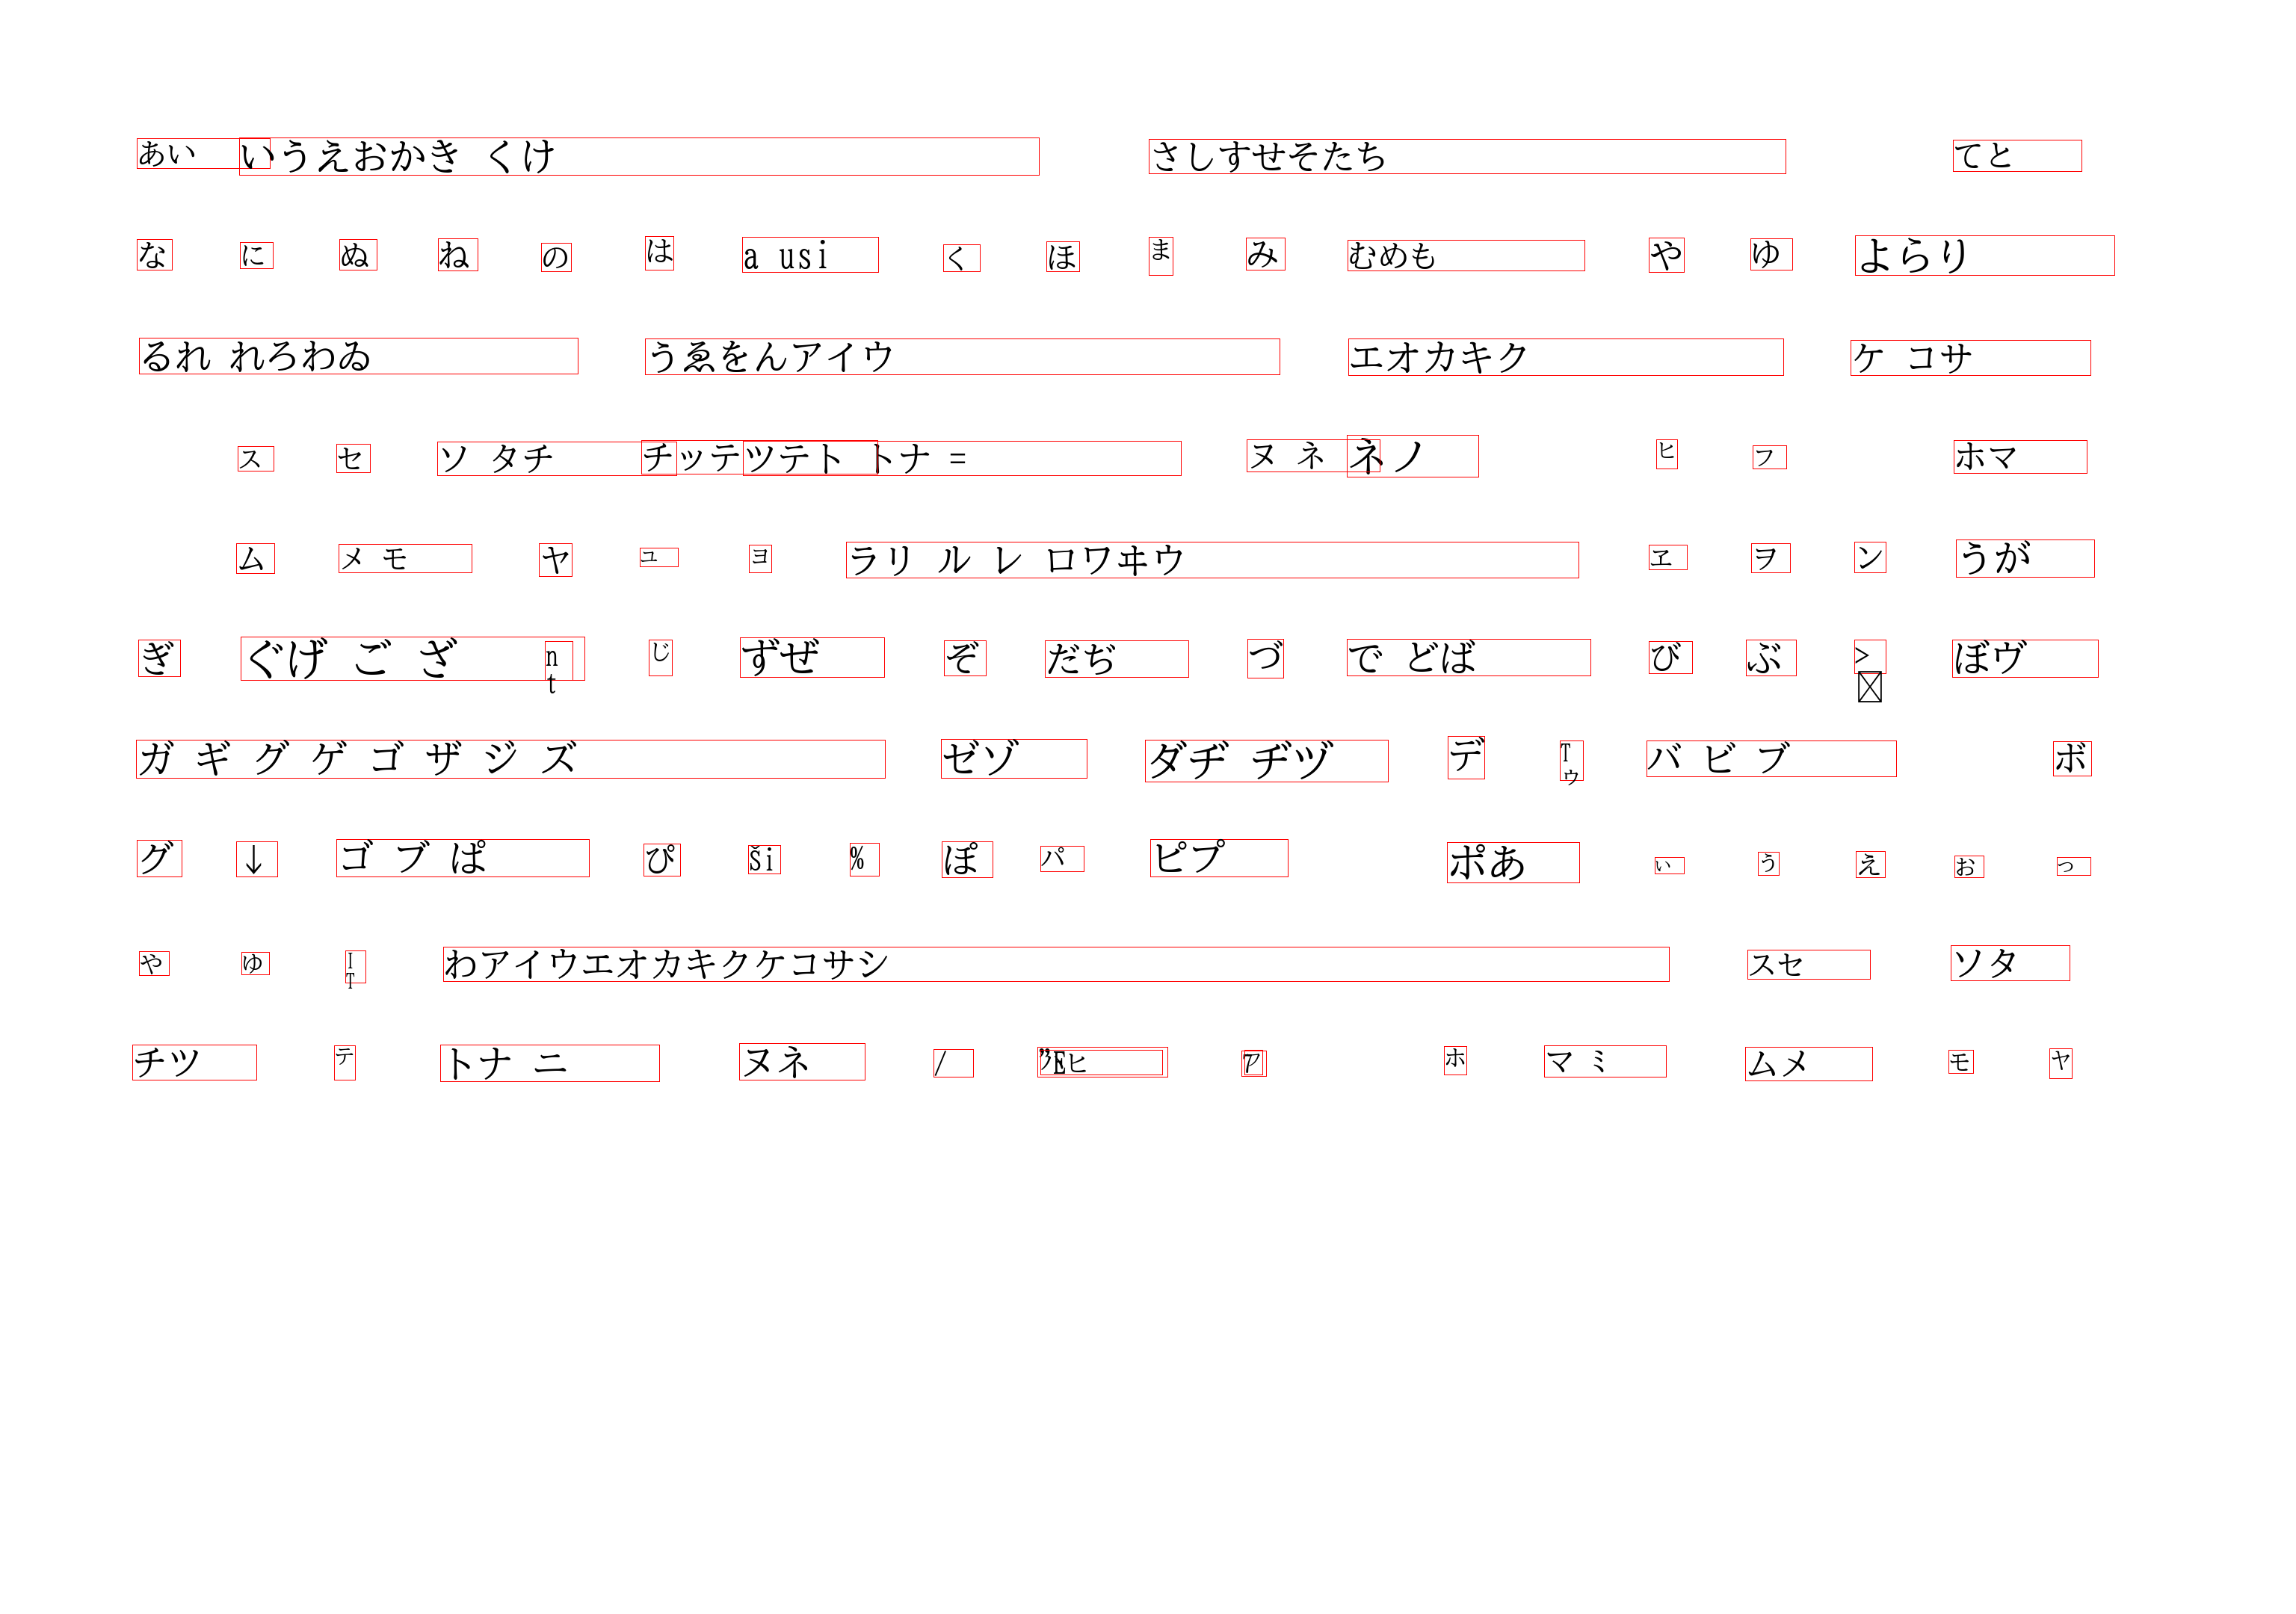 あい いうえおかき くけ さしすせそたち てと
な に ぬ ね の は a usi く ほ ま み むめも や ゆ よらり
るれ れろわゐ うゑをんアイウ エオカキク ケ コサ
ス セ ソ タチ チッテ ツテト トナ = ヌ ネ ネノ ヒ フ ホマ
ム メ モ ヤ ュ ヨ ラリ ル レ ロワヰウ ヱ ヲ ン うが
ぎ ぐげ ご ざ nt じ ずぜ ぞ だぢ づ で どば び ぶ > ぼヴ
ガ ギ グ ゲ ゴ ザ ジ ズ ゼゾ ダヂ ヂヅ デ Tゥ バ ビ ブ ボ
グ ↓ ゴ ブ ぱ ぴ ši % ぽ パ ピプ ポあ ぃ う え お っ
や ゆ IT わアイウエオカキクケコサシ スセ ソタ
チツ テ トナ ニ ヌネ / ヒ ホ マ ミ ムメ モ ヤ